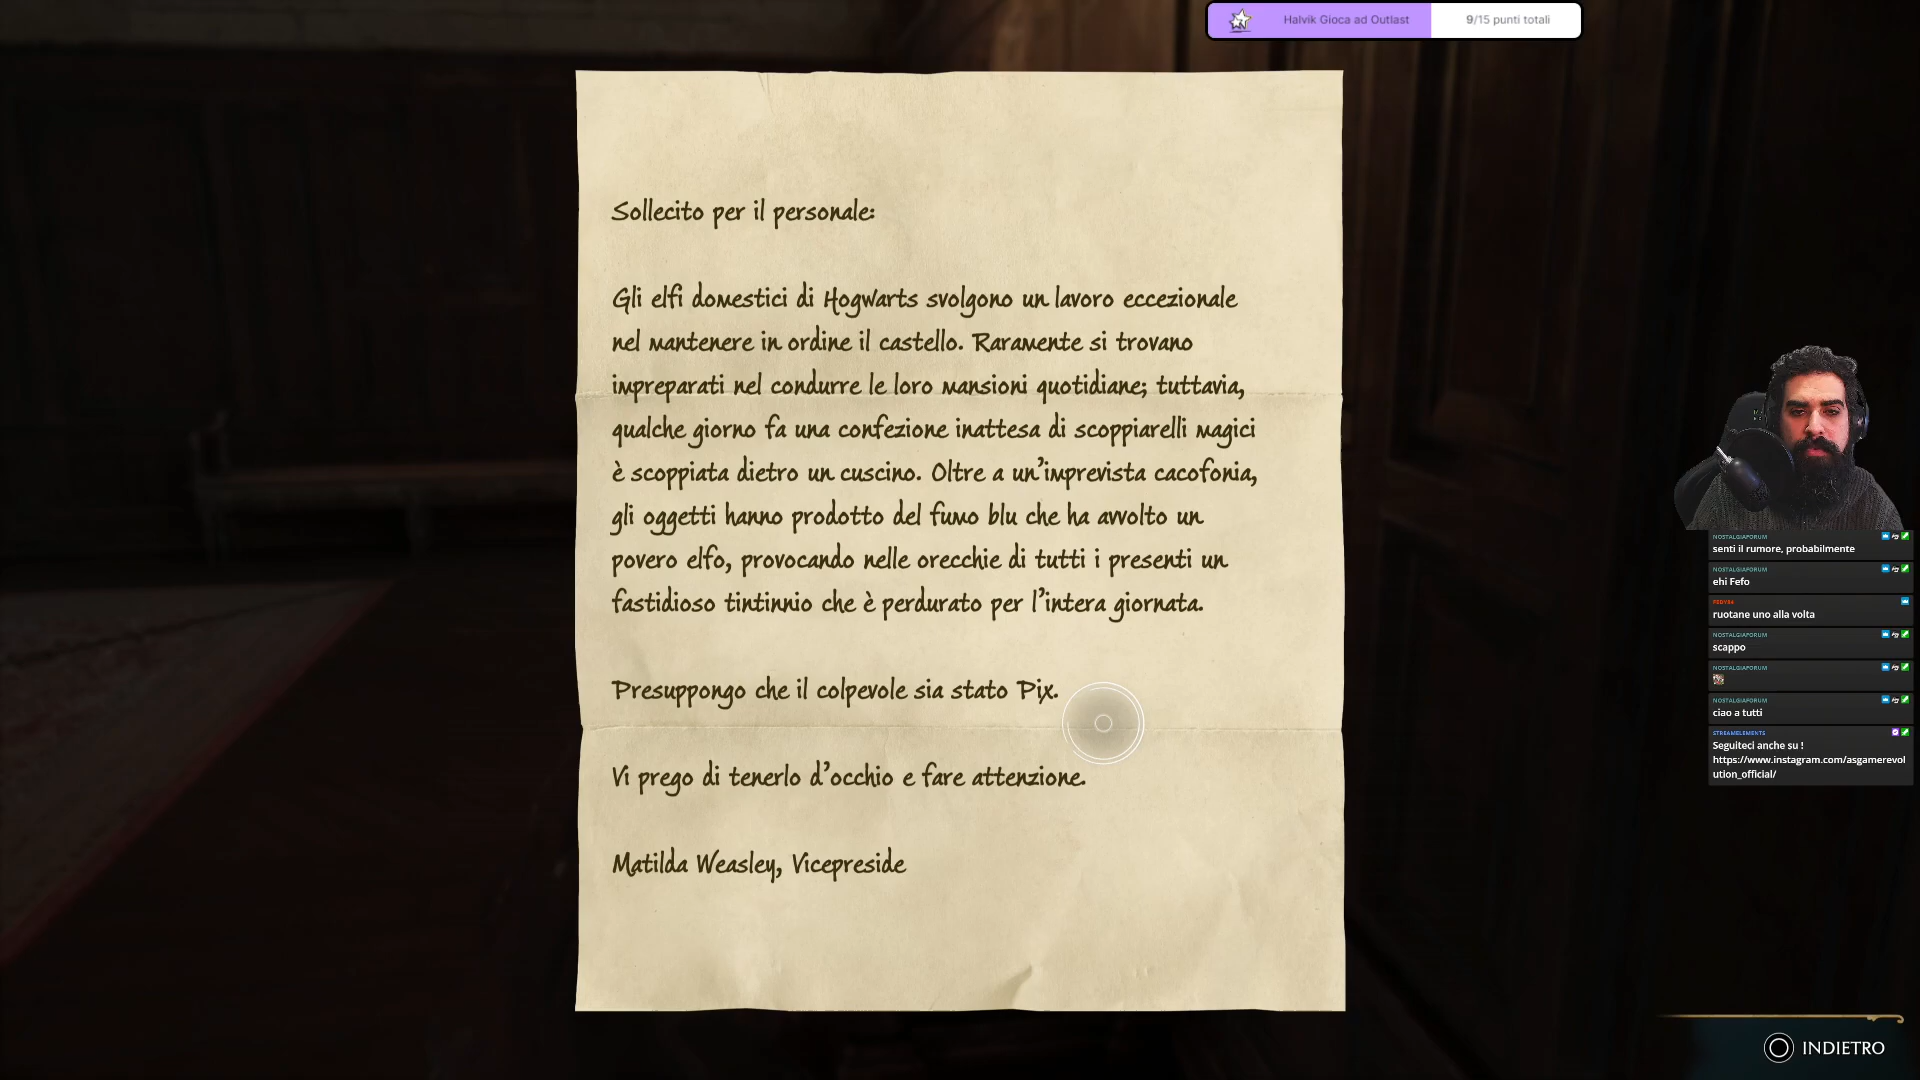 Halvik Gioca ad Outlast
9/15 punti totali
Sollecito per il personale:
Gli elfi domestici di Hogwarts svolgono un lavoro eccezionale
nel mantenere in ordine il castello. Raramente si trovano
impreparati nel condurre le loro mansioni quotidiane; tuttavia,
qualche giorno fa una confezione inattesa di scoppiarelli magici
è scoppiata dietro un cuscino. Oltre a un'imprevista cacofonia,
gli oggetti hanno prodotto del fumo blu che ha avvolto un
povero elfo, provocando nelle orecchie di tutti i presenti un
fastidioso tintinnio che è perdurato per l'intera giornata.
Presuppongo che il colpevole sia stato Pix.
Vi prego di tenerlo d'occhio e fare attenzione.
Matilda Weasley, Vicepreside
NOSTALGIAFORUM
senti il rumore, probabilmente
NOSTALGIAFORUM
ehi Fefo
ruotane uno alla volta
NOSTALGIAFORUM
scappo
NOSTALGIAFORUM
NOSTALGIAFORUM
ciao a tutti
STREAMELEMENTS
Seguiteci anche su !
https://www.instagram.com/asgamerevol
ution_official/
INDIETRO